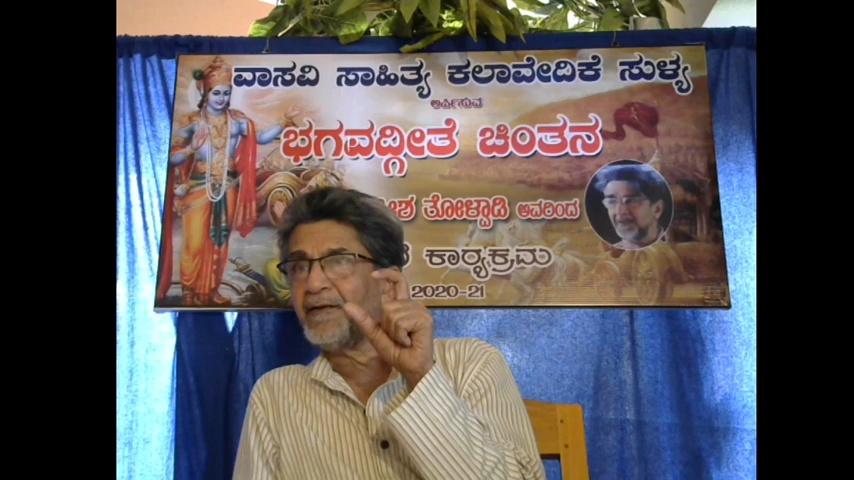 ವಾಸವಿ ಸಾಹಿತ್ಯ ಕಲಾವೇದಿಕೆ ಸುಳ್ಯ
ಅರ್ಪಿಸುವ
ಭಗವದ್ಗೀತೆ ಚಿಂತನ
ತೋಳ್ಪಾಡಿ ಅವರಿಂದ
ಕಾರ್‍ಯಕ್ರಮ
2020-21